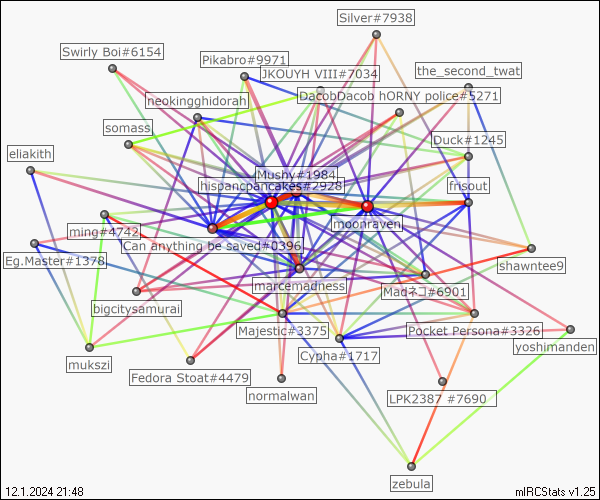 Silver#7938
Swirly Boi#6154
Pikabro#9971
JKOUYH VIII#7034
the_second_twat
neokingghidorah
DacobDacob hORNY police#5271
somass
Duck#1245
eliakith
Mushy#1984
hispancpancakes#2928
frisout
moonraven
ming#4742
Can anything be saved#0396
Eg.Master#1378
shawntee9
marcemadness
Madネコ#6901
bigcitysamurai
Majestic#3375
Pocket Persona#3326
yoshimanden
Cypha#1717
mukszi
Fedora Stoat#4479
normalwan
LPK2387 #7690
zebula
12.1.2024 21:48
mIRCStats v1.25